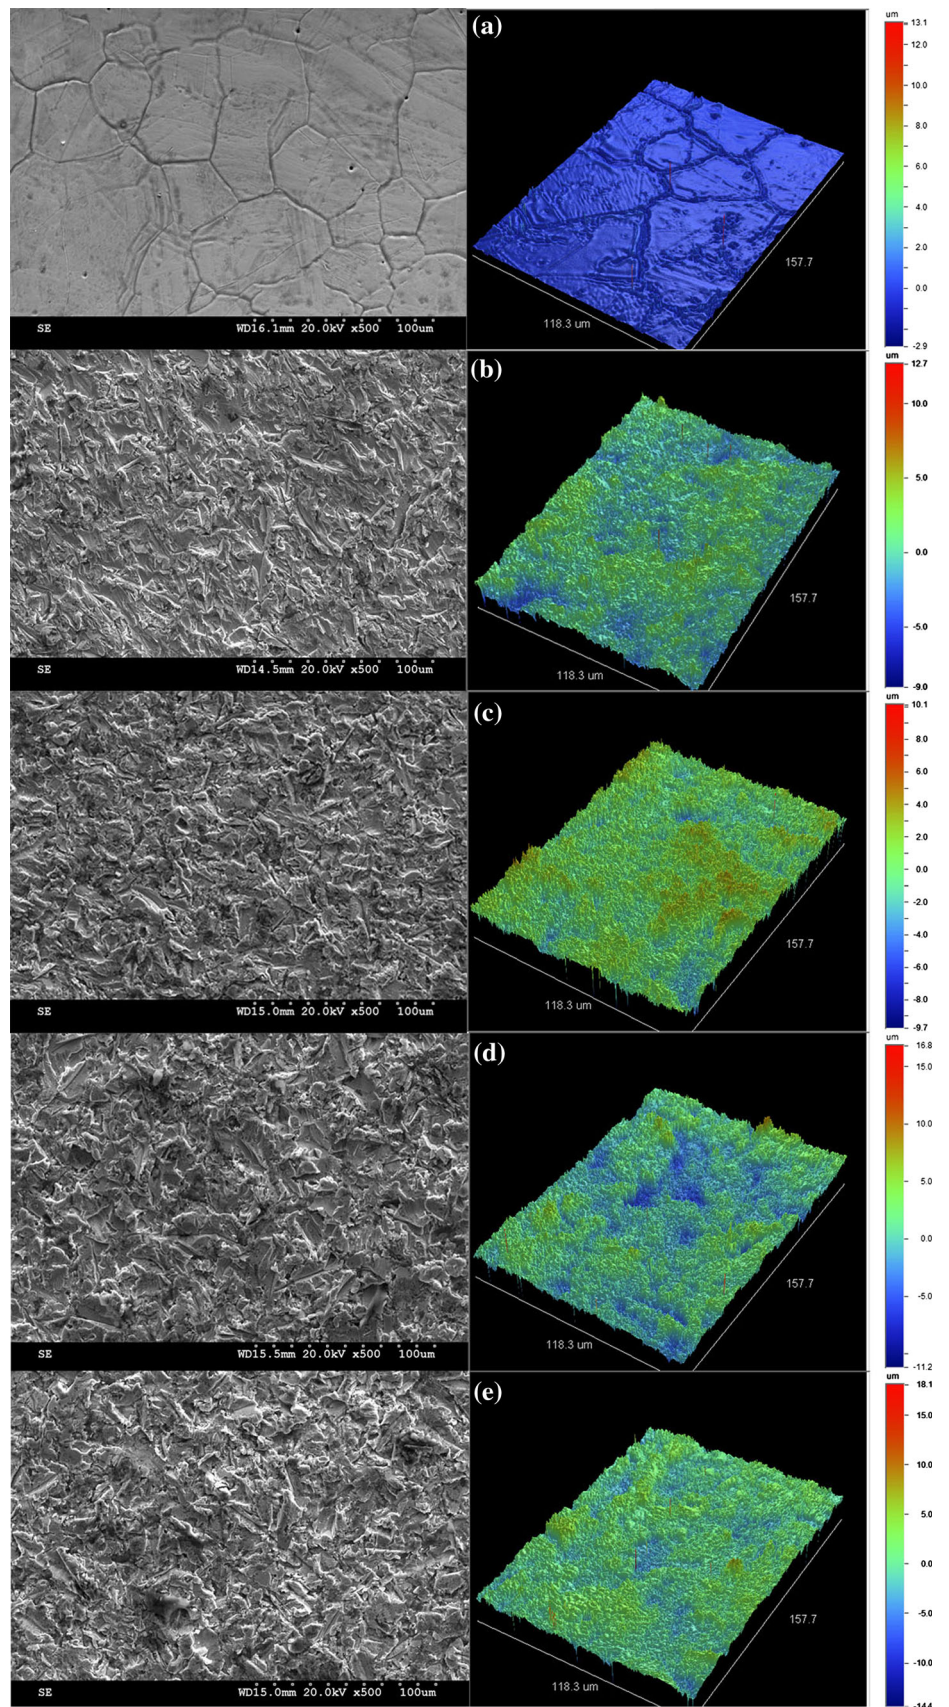 (a)
um
13.1
12.0
8.0
4.0
0.0
-2.9
157.7
118.3 um
SE WD16.1mm 20.0kV x500 100um
(b)
um
12.7
10.0
5.0
0.0
-5.0
-9.0
157.7
118.3 um
SE WD14.5mm 20.0kV x500 100um
(c)
um
10.1
8.0
6.0
4.0
2.0
0.0
-2.0
-4.0
-6.0
-8.0
-9.7
157.7
118.3 um
SE WD15.0mm 20.0kV x500 100um
(d)
um
16.8
15.0
10.0
5.0
0.0
-5.0
-11.2
157.7
118.3 um
SE WD15.5mm 20.0kV x500 100um
(e)
um
18.1
15.0
10.0
5.0
0.0
-5.0
-10.0
-14.4
157.7
118.3 um
SE WD15.0mm 20.0kV x500 100um